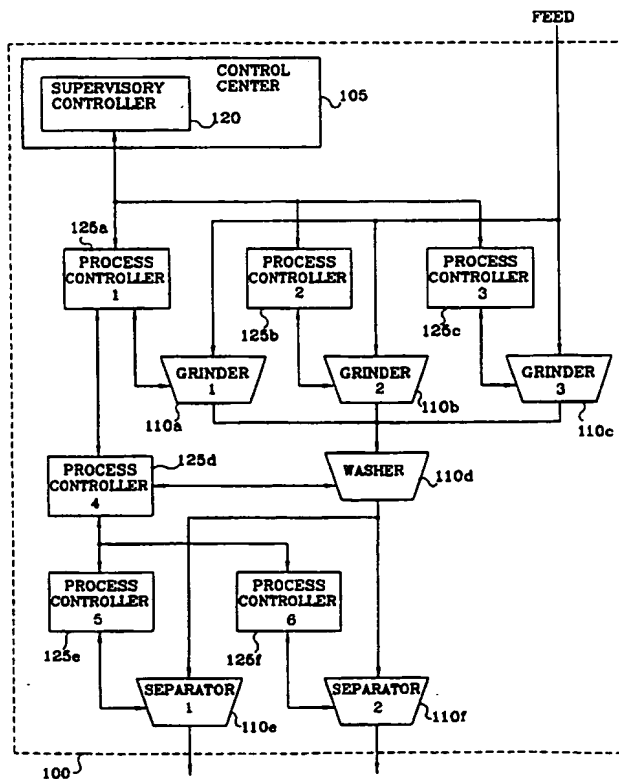 FEED
CONTROL
CENTER
SUPERVISORY
CONTROLLER
120
105
125a
PROCESS
CONTROLLER
1
PROCESS
CONTROLLER
2
125b
PROCESS
CONTROLLER
3
125c
GRINDER
1
110a
GRINDER
2
110b
GRINDER
3
110c
125d
PROCESS
CONTROLLER
4
WASHER
110d
PROCESS
CONTROLLER
5
125e
PROCESS
CONTROLLER
6
125f
SEPARATOR
1
110e
SEPARATOR
2
110f
100